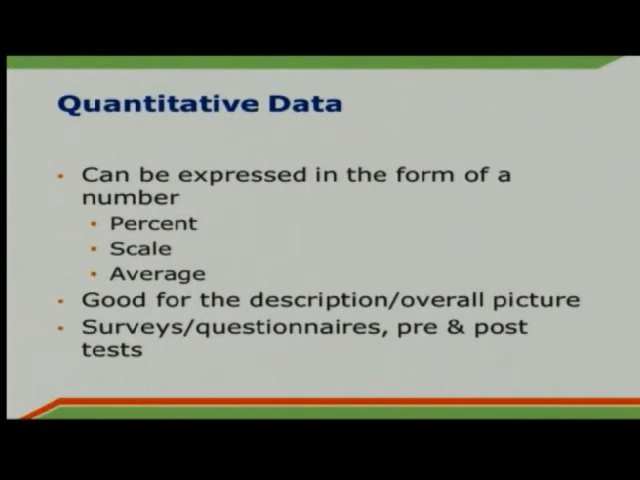 Quantitative Data
• Can be expressed in the form of a
number
• Percent
• Scale
• Average
• Good for the description/overall picture
• Surveys/questionnaires, pre & post
tests